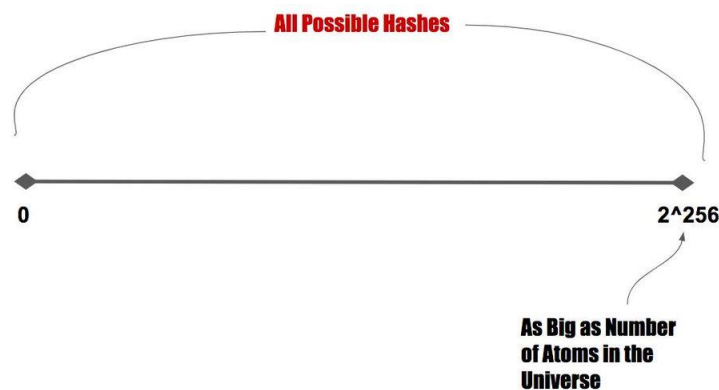 All Possible Hashes
0
2^256
As Big as Number
of Atoms in the
Universe